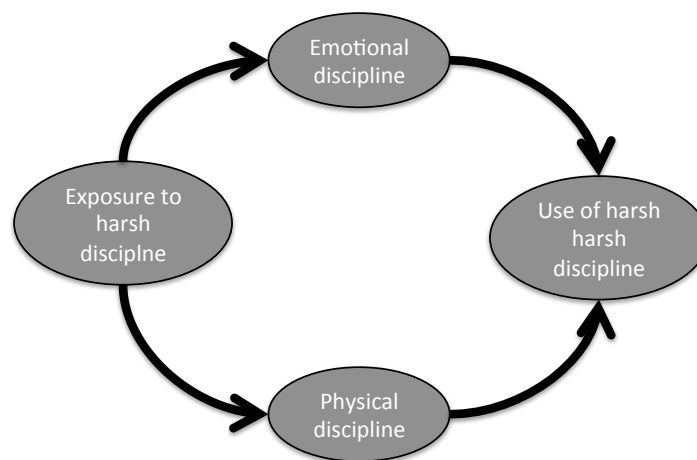 Emotional
discipline
Exposure to
harsh
disciplne
Use of harsh
harsh
discipline
Physical
discipline